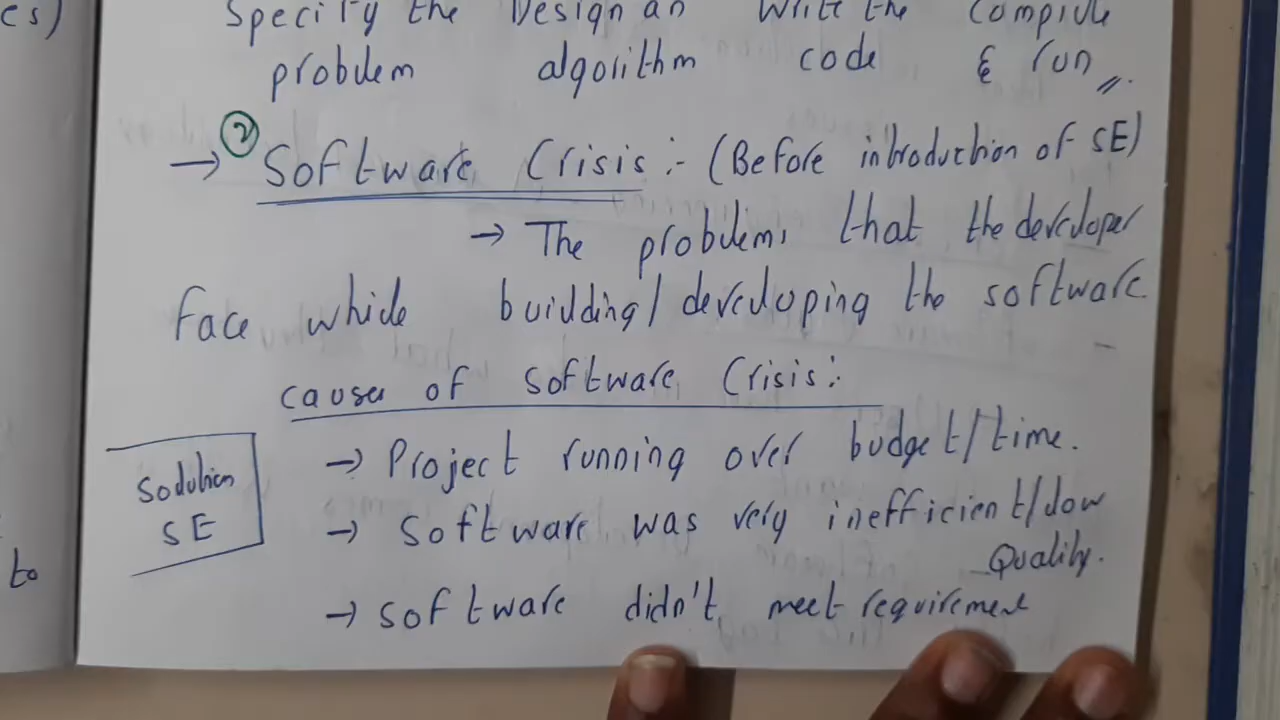 es)
to
Specify the Design an Write the Compile
problem algorithm code & run
→ ② Software Crisis :- (Before introduction of SE)
→ The problems that the developer
Face while building/developing the software.
causes of software Crisis:-
→ Project running over budget/time.
→ Software was very inefficient/low
Quality.
→ software didn't meet requirement
Solution
SE